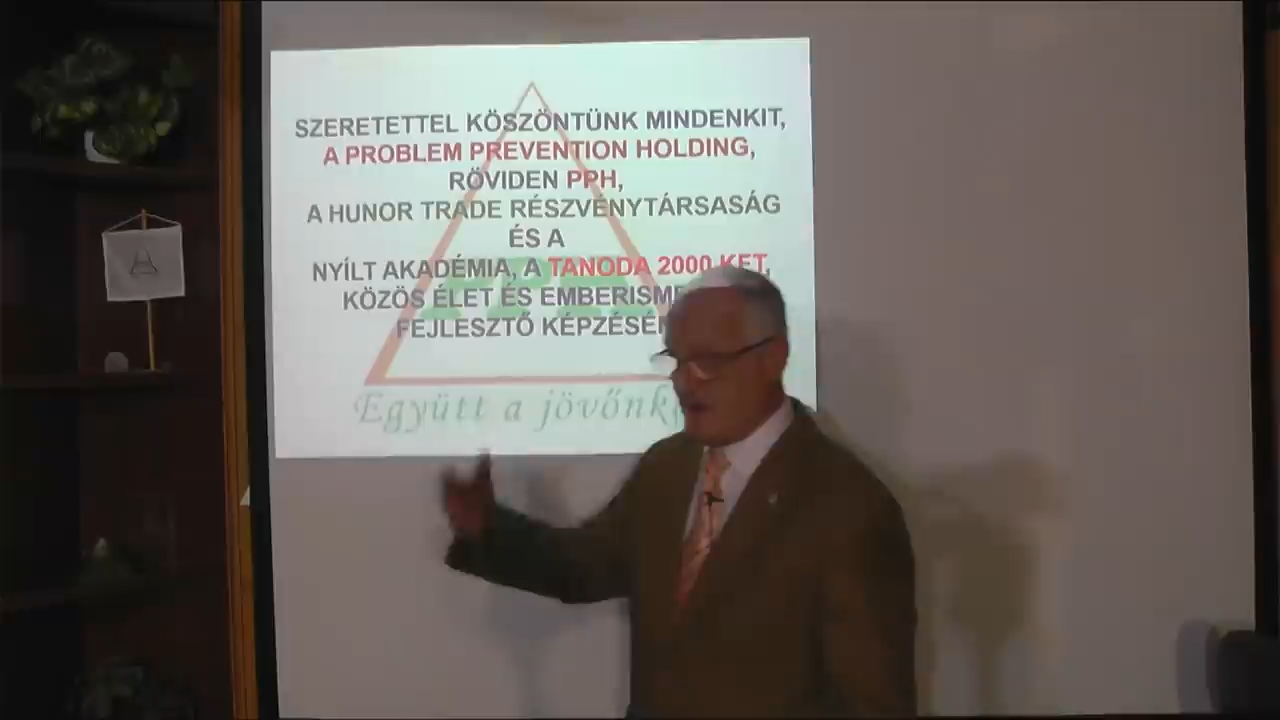 SZERETETTEL KÖSZÖNTÜNK MINDENKIT,
A PROBLEM PREVENTION HOLDING,
RÖVIDEN PPH,
A HUNOR TRADE RÉSZVÉNYTÁRSASÁG
ÉS A
NYÍLT AKADÉMIA, A TANODA 2000 KFT,
KÖZÖS ÉLET ÉS
FEJLESZTŐ
PPH
Együtt a